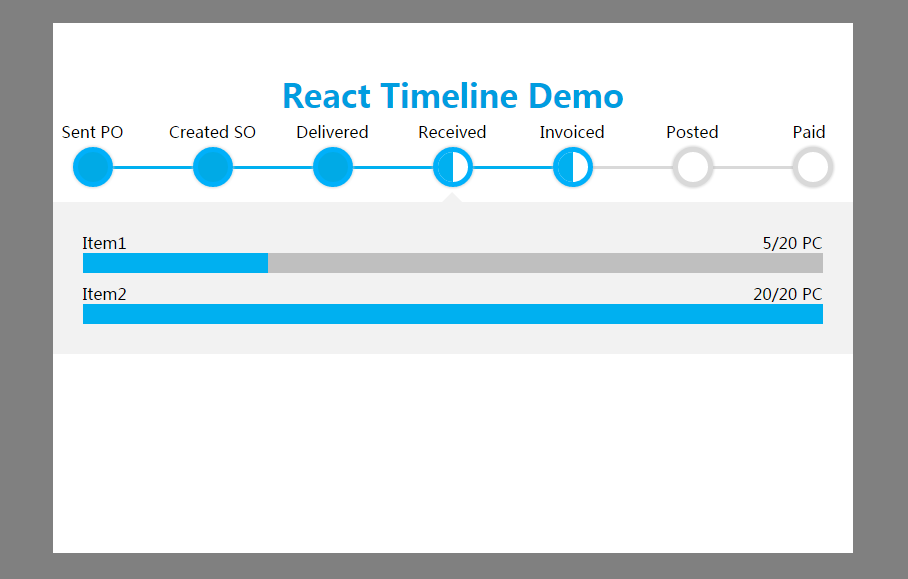 React Timeline Demo
Sent PO Created SO Delivered Received Invoiced Posted Paid
Item1 5/20 PC
Item2 20/20 PC